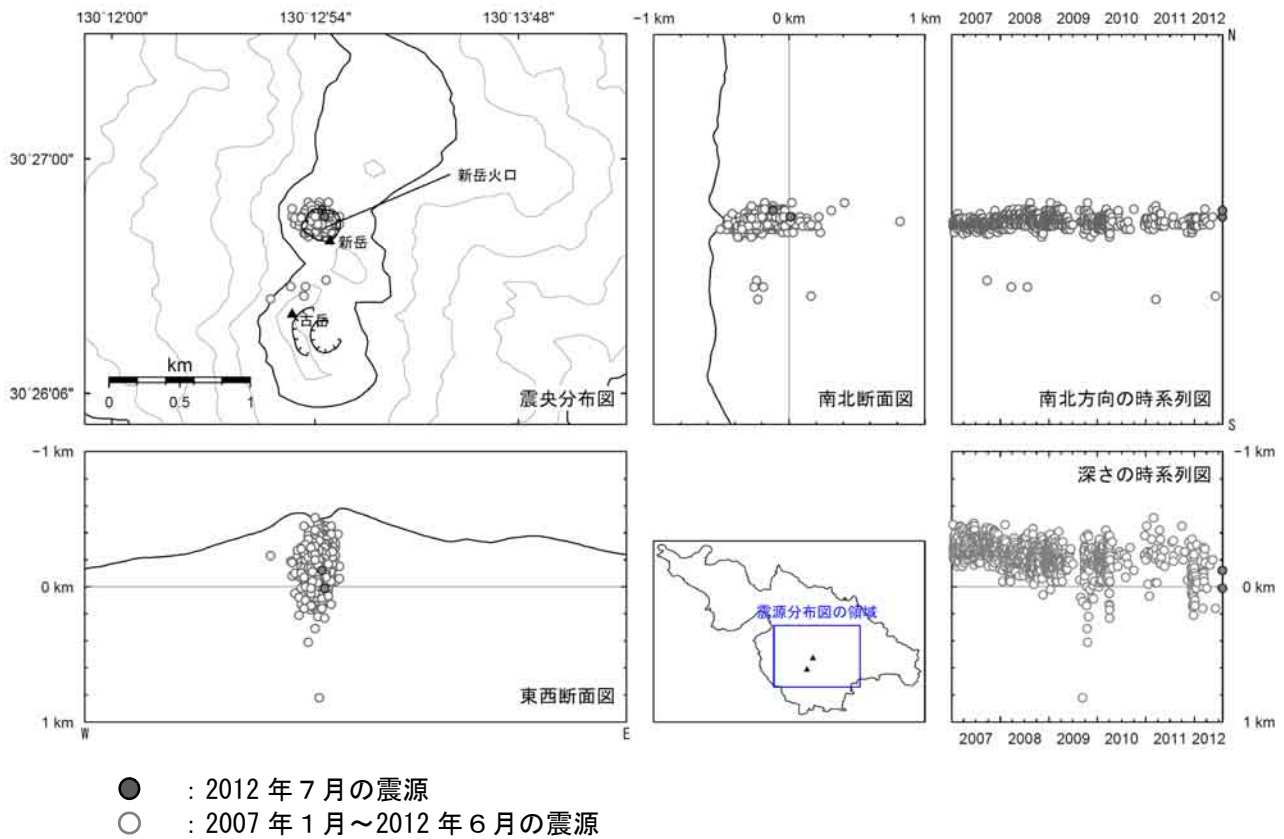 130°12'00"
130°12'54"
130°13'48"
30°27'00"
30°26'06"
新岳火口
新岳
古岳
km
0 0.5 1
震央分布図
−1 km 0 km 1 km
南北断面図
2007 2008 2009 2010 2011 2012
N
S
南北方向の時系列図
−1 km
0 km
1 km
W
E
東西断面図
震源分布図の領域
深さの時系列図
−1 km
0 km
1 km
2007 2008 2009 2010 2011 2012
：2012 年７月の震源
：2007 年１月～2012 年６月の震源